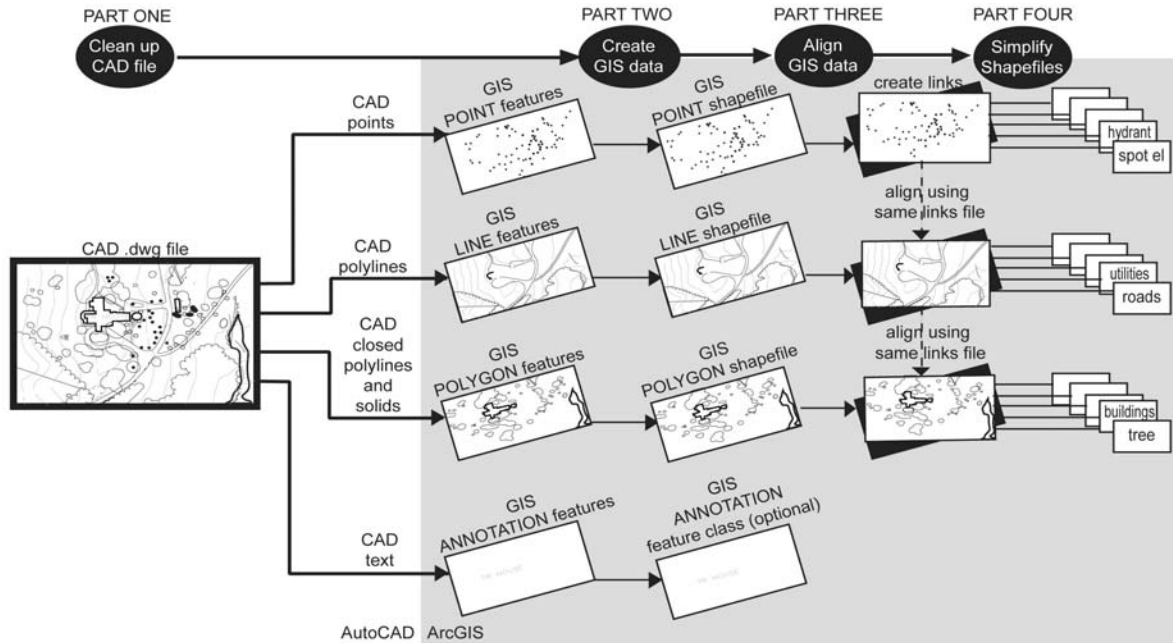 PART ONE
Clean up
CAD file
PART TWO
Create
GIS data
PART THREE
Align
GIS data
PART FOUR
Simplify
Shapefiles
CAD
points
GIS
POINT features
GIS
POINT shapefile
create links
hydrant
spot el
align using
same links file
CAD .dwg file
CAD
polylines
GIS
LINE features
GIS
LINE shapefile
utilities
roads
align using
same links file
CAD
closed
polylines
and
solids
GIS
POLYGON features
GIS
POLYGON shapefile
buildings
tree
CAD
text
GIS
ANNOTATION features
GIS
ANNOTATION
feature class (optional)
AutoCAD
ArcGIS